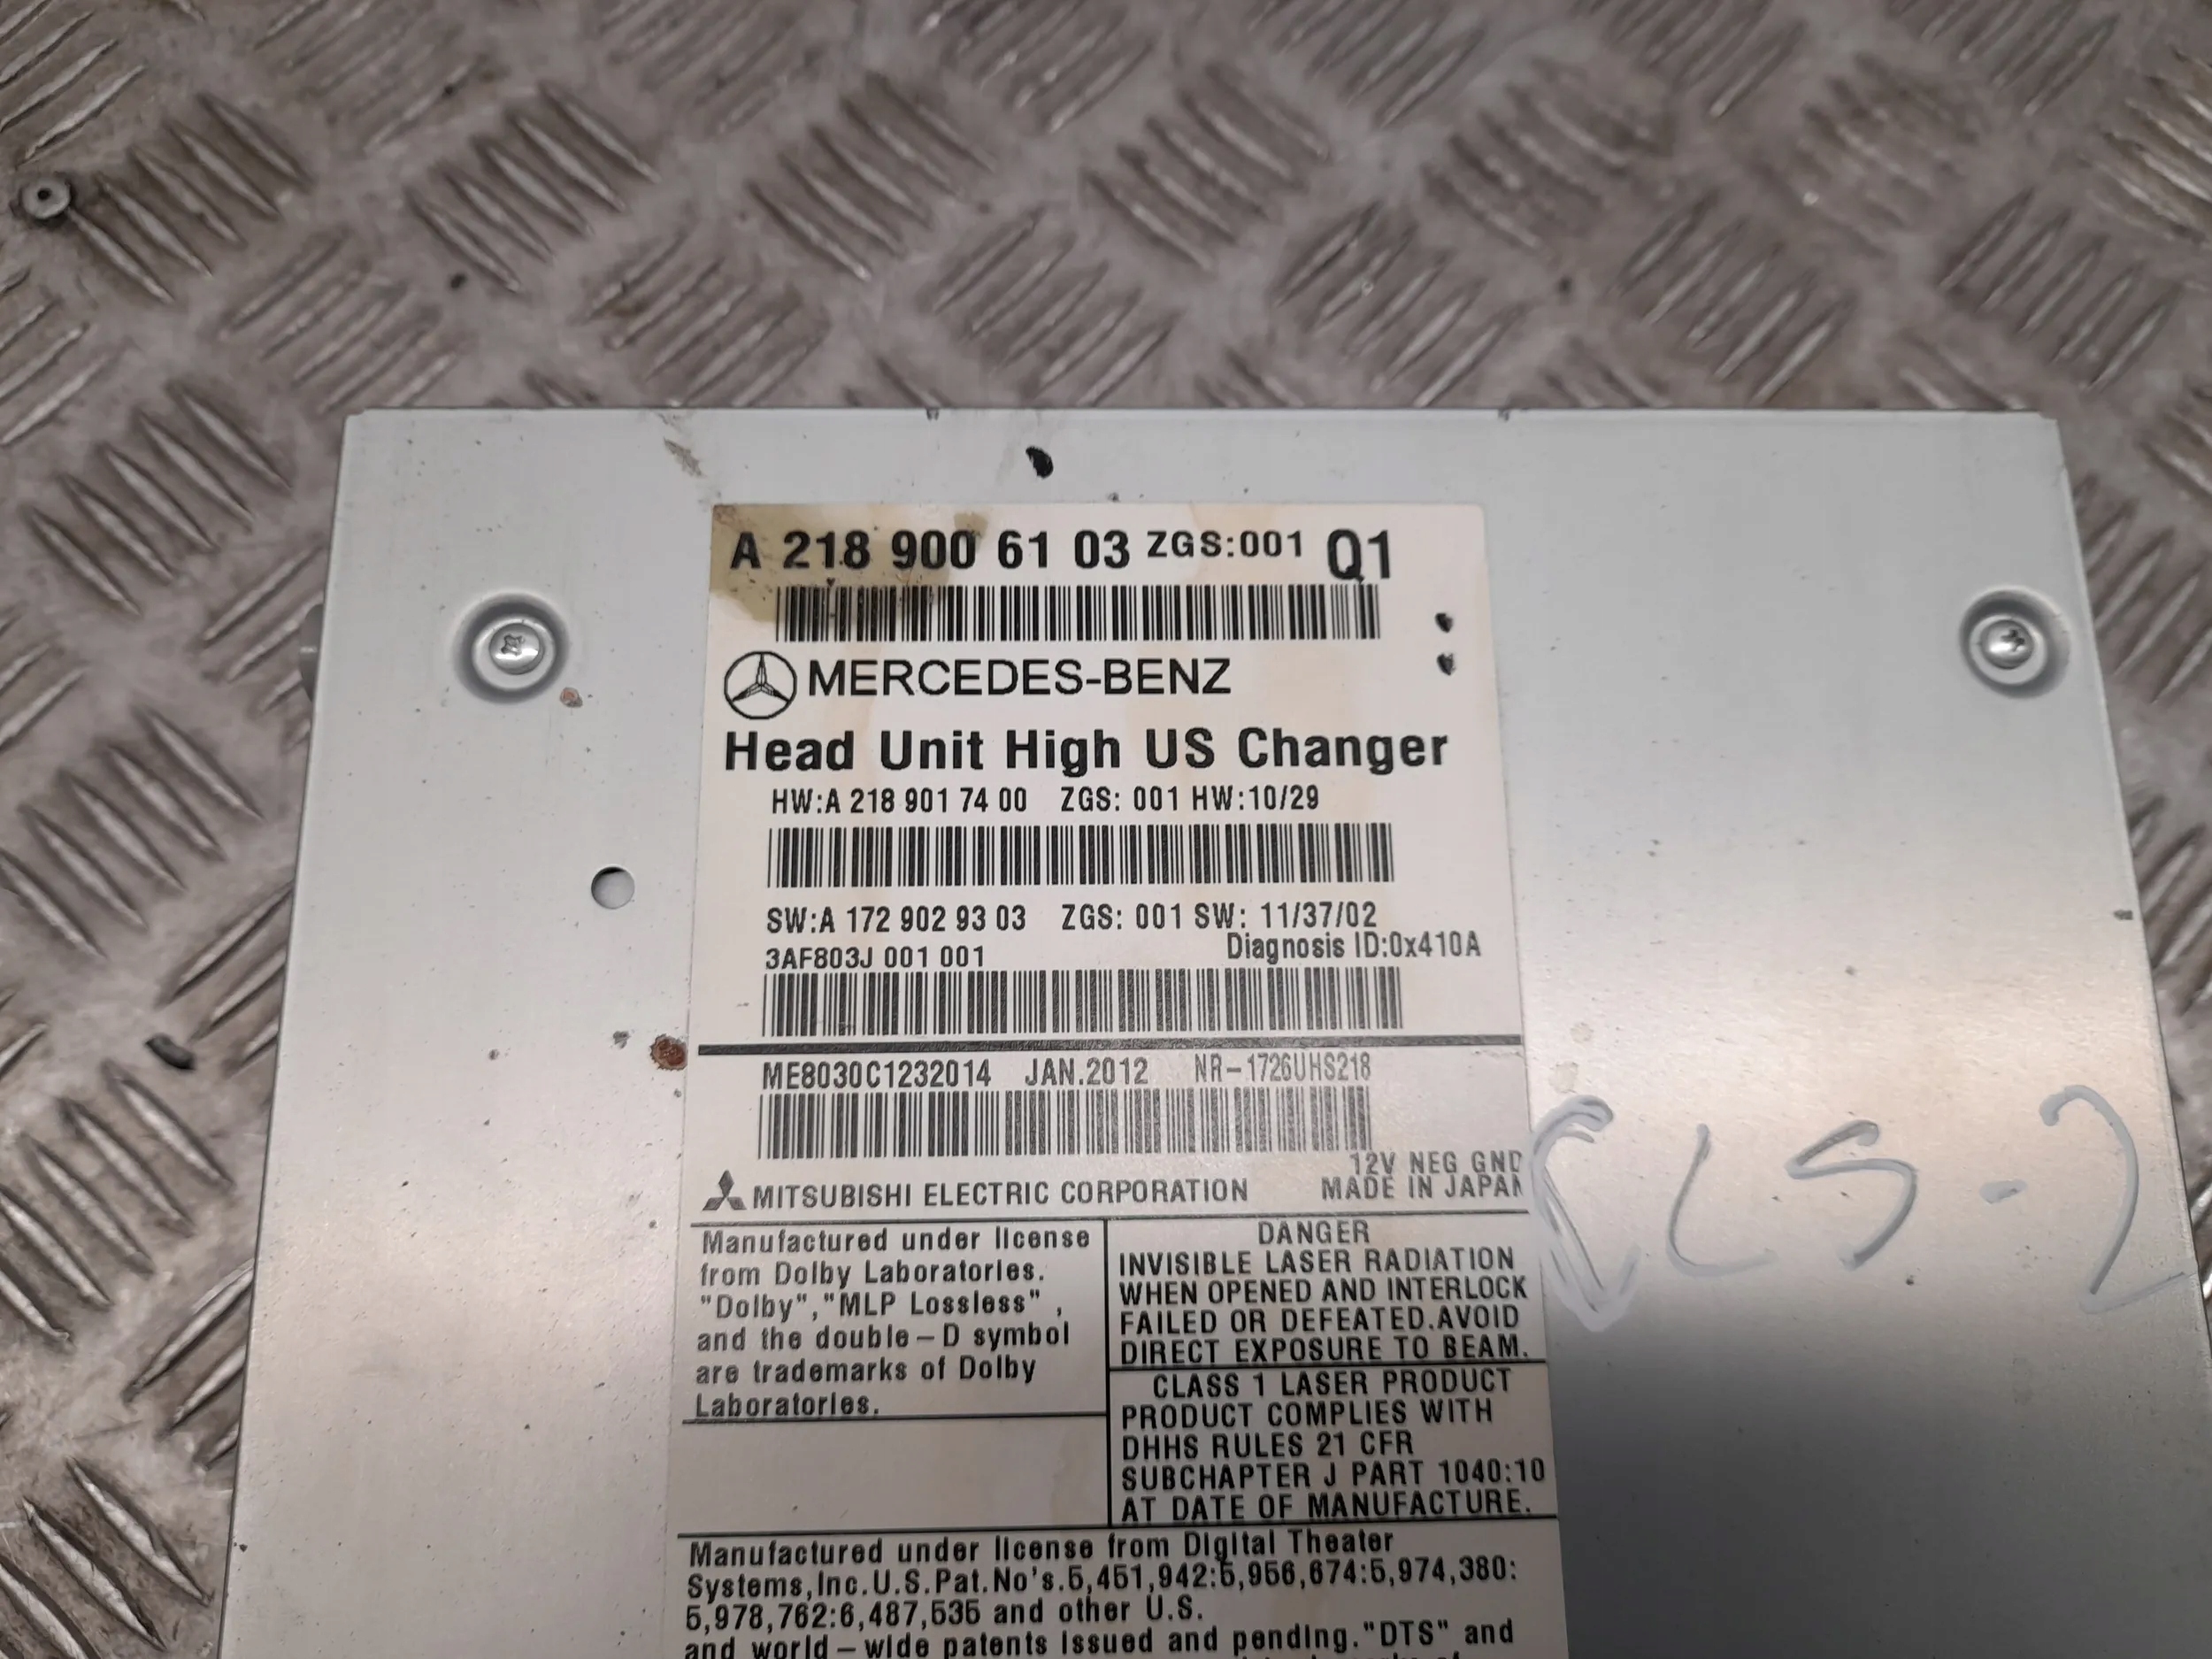 A 218 900 61 03 ZGS:001 Q1
MERCEDES-BENZ
Head Unit High US Changer
HW:A 218 901 74 00 ZGS: 001 HW:10/29
SW:A 172 902 93 03 ZGS: 001 SW: 11/37/02
3AF803J 001 001 Diagnosis ID:0x410A
ME8030C1232014 JAN.2012 NR-1726UHS218
12V NEG GND
MITSUBISHI ELECTRIC CORPORATION MADE IN JAPAN
Manufactured under license
from Dolby Laboratories.
"Dolby","MLP Lossless" ,
and the double-D symbol
are trademarks of Dolby
Laboratories.
DANGER
INVISIBLE LASER RADIATION
WHEN OPENED AND INTERLOCK
FAILED OR DEFEATED.AVOID
DIRECT EXPOSURE TO BEAM.
CLASS 1 LASER PRODUCT
PRODUCT COMPLIES WITH
DHHS RULES 21 CFR
SUBCHAPTER J PART 1040:10
AT DATE OF MANUFACTURE.
Manufactured under license from Digital Theater
Systems,Inc.U.S.Pat.No's.5,451,942:5,956,674:5,974,380:
5,978,762:6,487,535 and other U.S.
and world-wide patents issued and pending."DTS" and
CLS-2